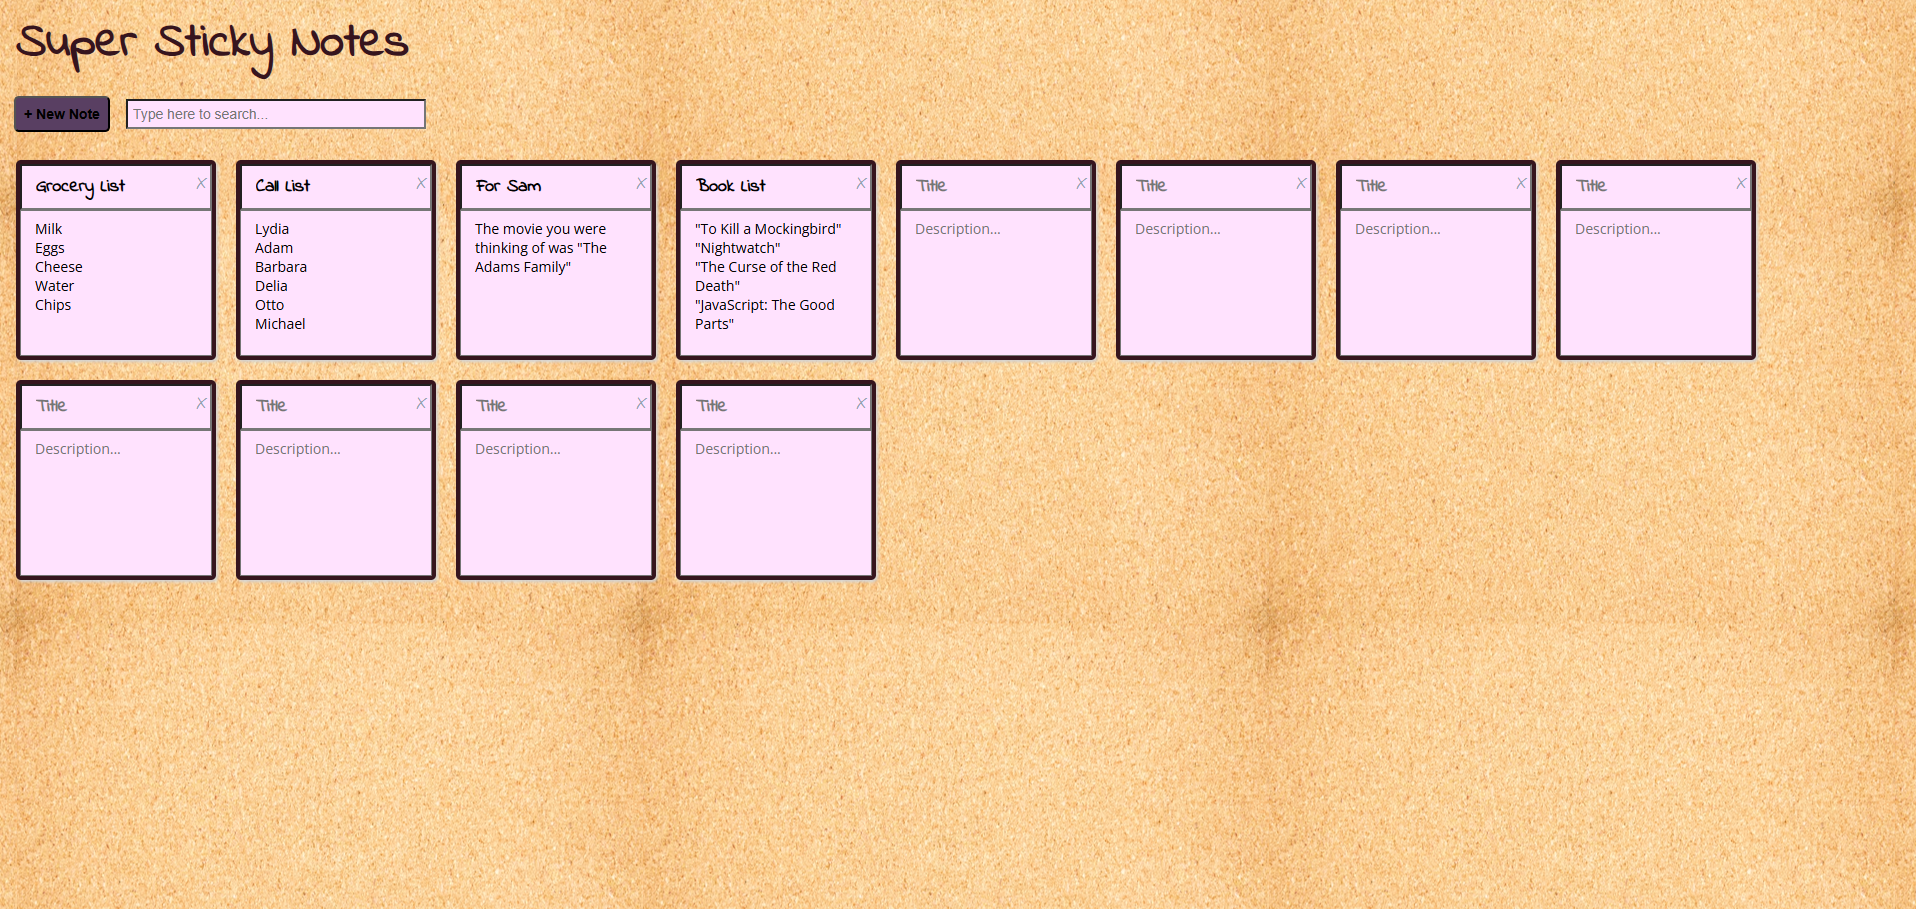 Super Sticky Notes
+ New Note
Type here to search...
Grocery List
X
Milk
Eggs
Cheese
Water
Chips
Call List
X
Lydia
Adam
Barbara
Delia
Otto
Michael
For Sam
X
The movie you were
thinking of was "The
Adams Family"
Book List
X
"To Kill a Mockingbird"
"Nightwatch"
"The Curse of the Red
Death"
"JavaScript: The Good
Parts"
Title
X
Description...
Title
X
Description...
Title
X
Description...
Title
X
Description...
Title
X
Description...
Title
X
Description...
Title
X
Description...
Title
X
Description...